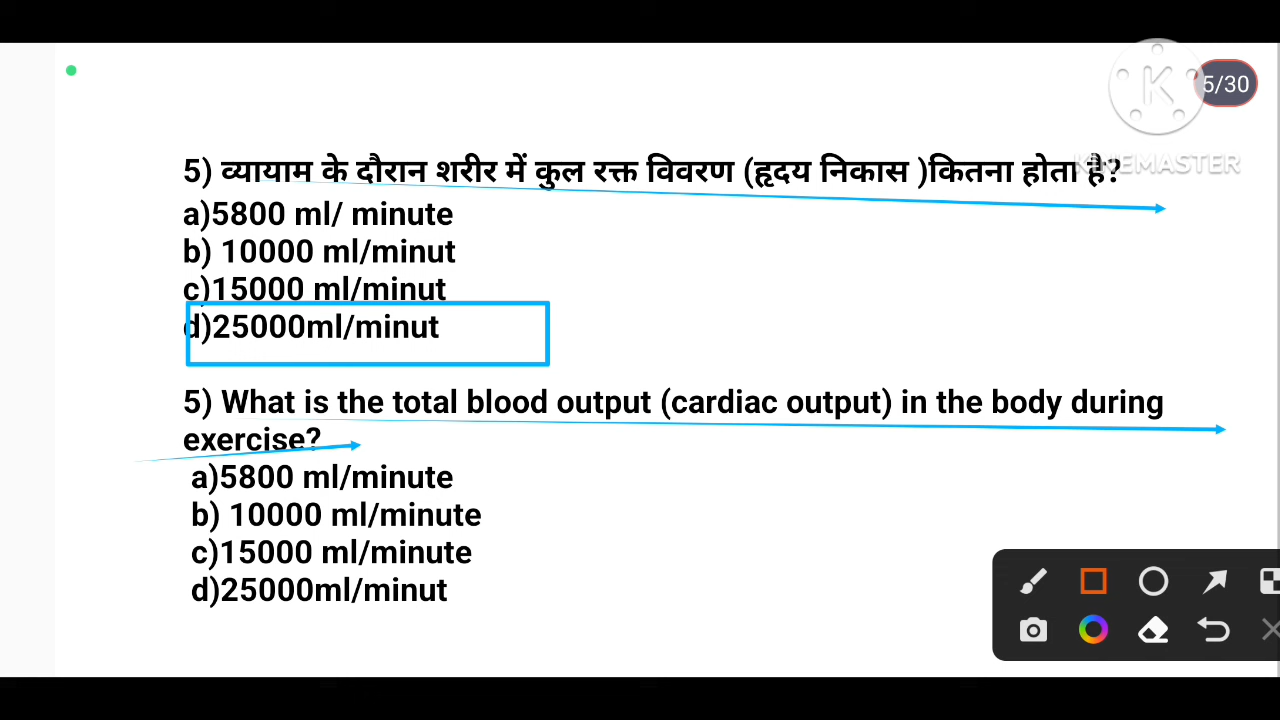 5/30
KINEMASTER
5) व्यायाम के दौरान शरीर में कुल रक्त विवरण (हृदय निकास )कितना होता है?
a)5800 ml/ minute
b) 10000 ml/minut
c)15000 ml/minut
d)25000ml/minut
5) What is the total blood output (cardiac output) in the body during
exercise?
a)5800 ml/minute
b) 10000 ml/minute
c)15000 ml/minute
d)25000ml/minut